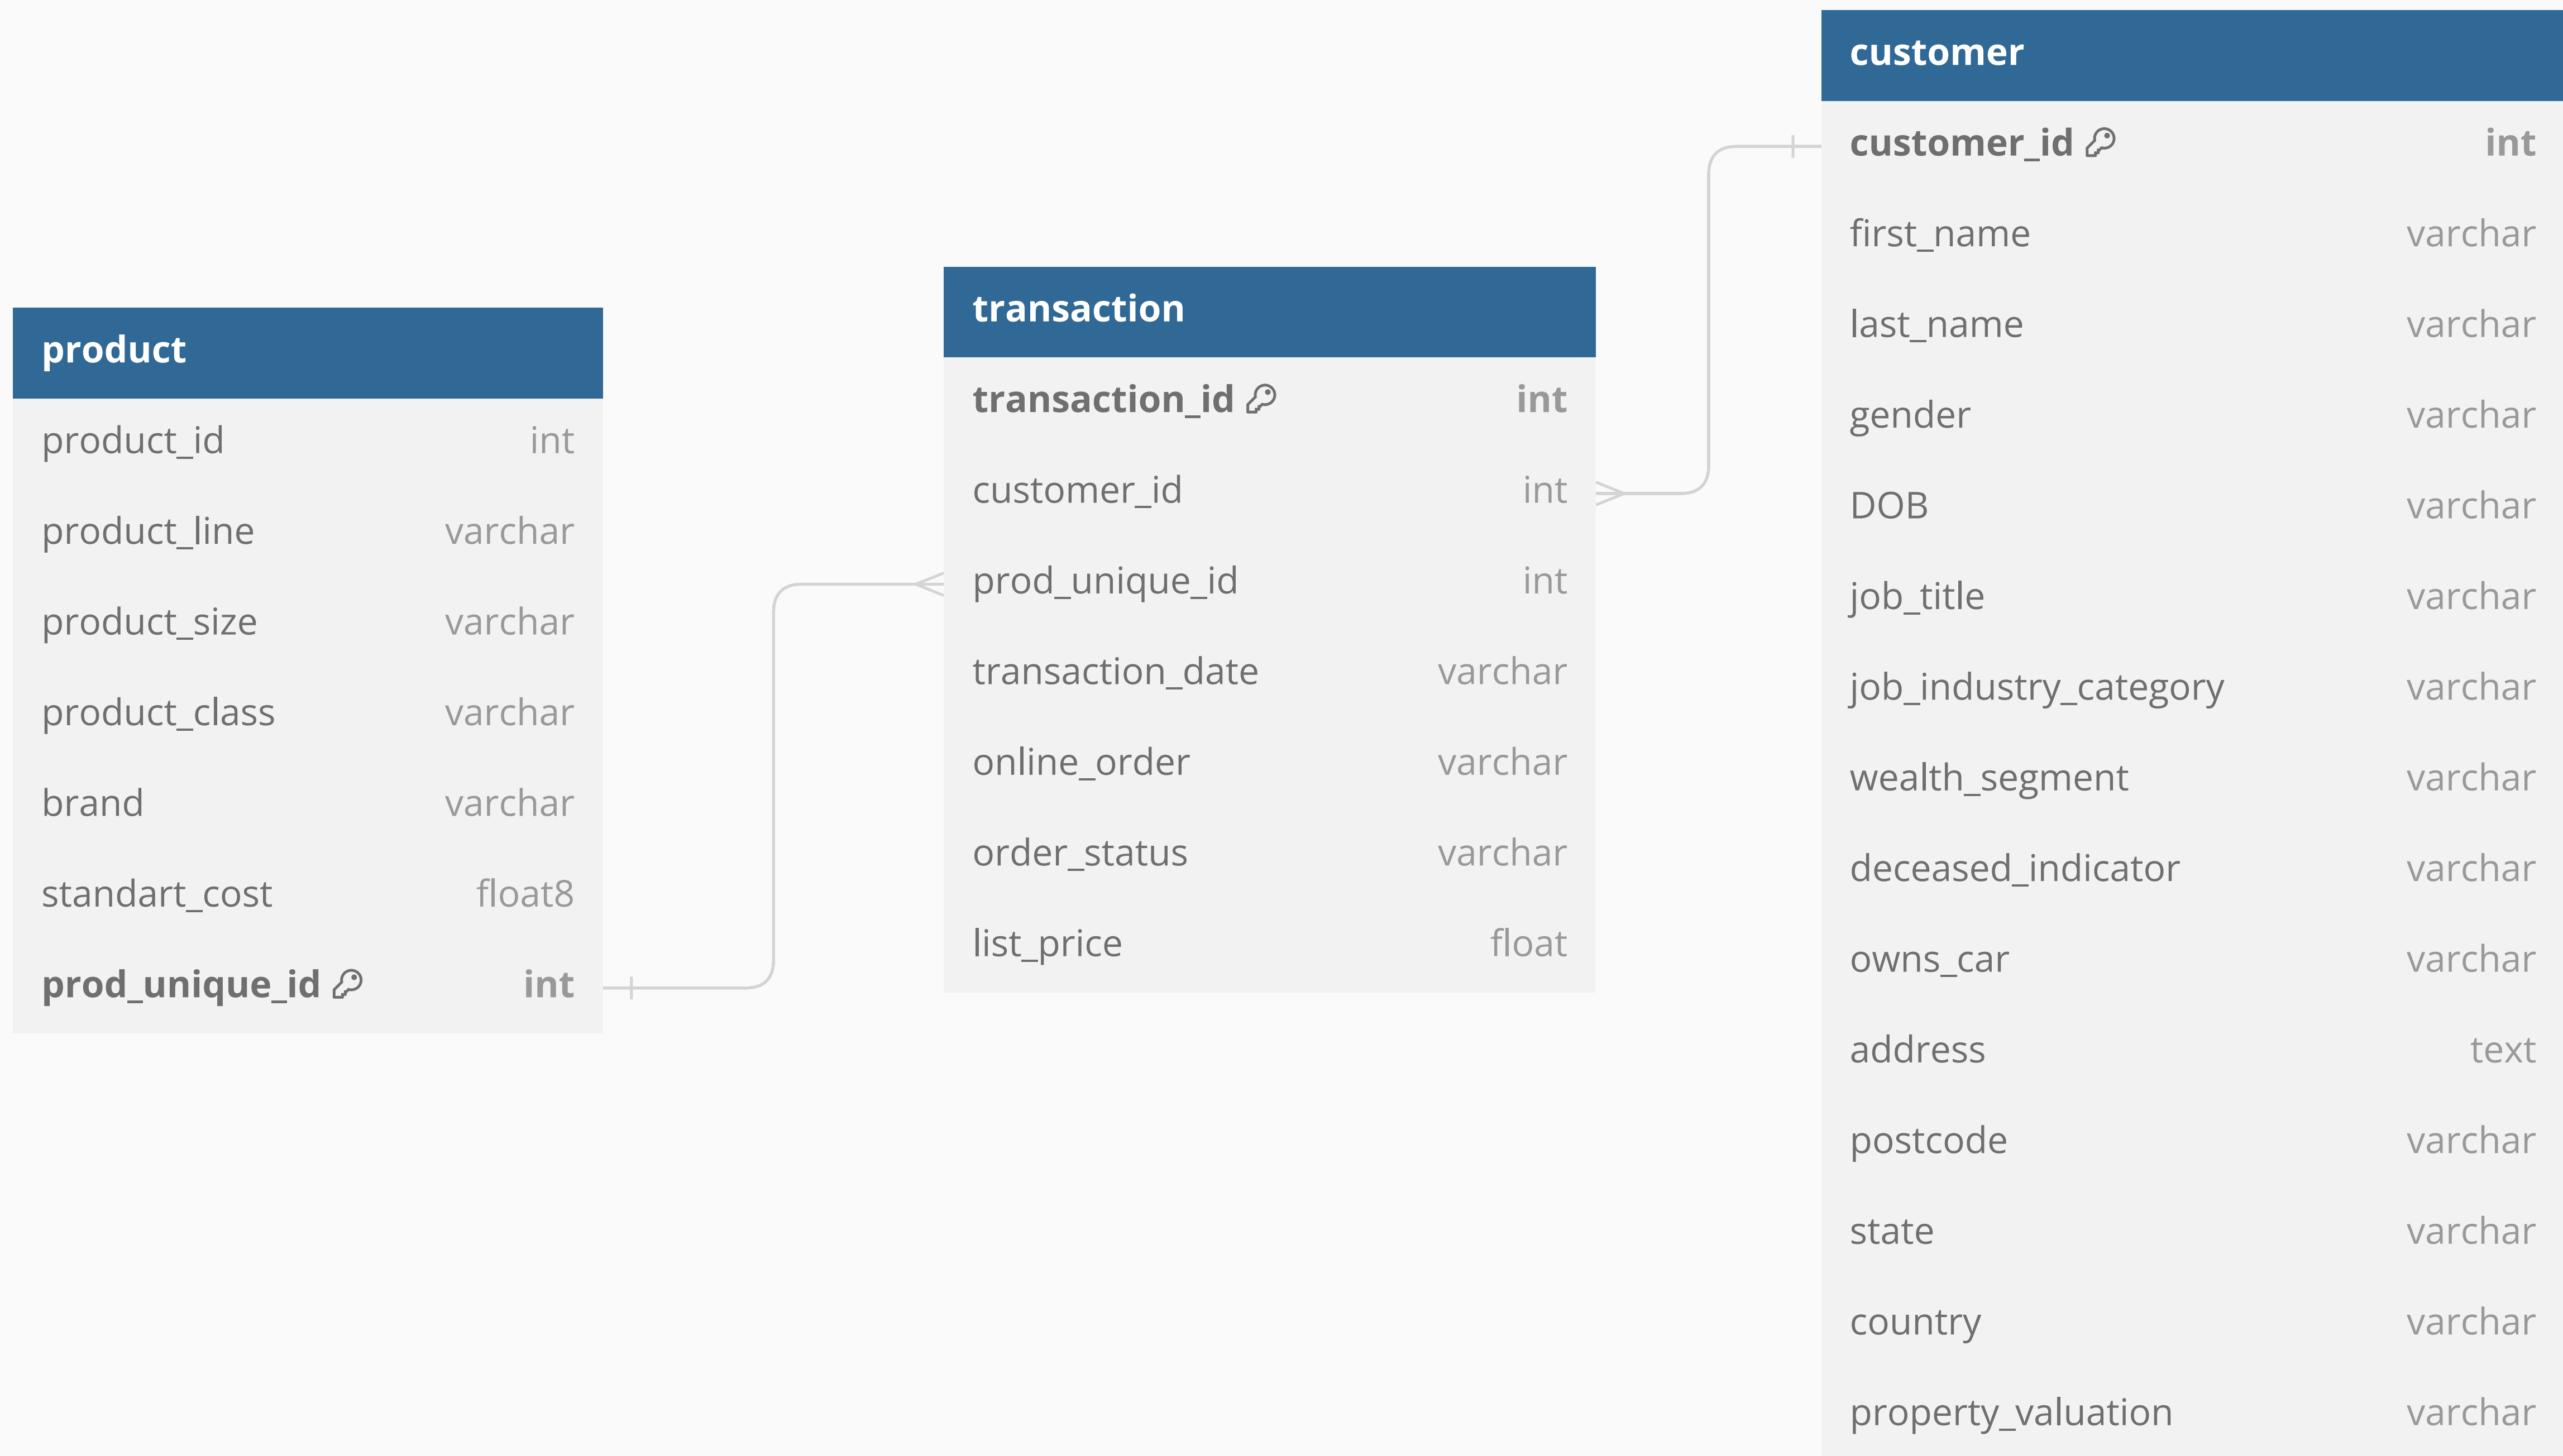 product
product_id int
product_line varchar
product_size varchar
product_class varchar
brand varchar
standart_cost float8
prod_unique_id int
transaction
transaction_id int
customer_id int
prod_unique_id int
transaction_date varchar
online_order varchar
order_status varchar
list_price float
customer
customer_id int
first_name varchar
last_name varchar
gender varchar
DOB varchar
job_title varchar
job_industry_category varchar
wealth_segment varchar
deceased_indicator varchar
owns_car varchar
address text
postcode varchar
state varchar
country varchar
property_valuation varchar